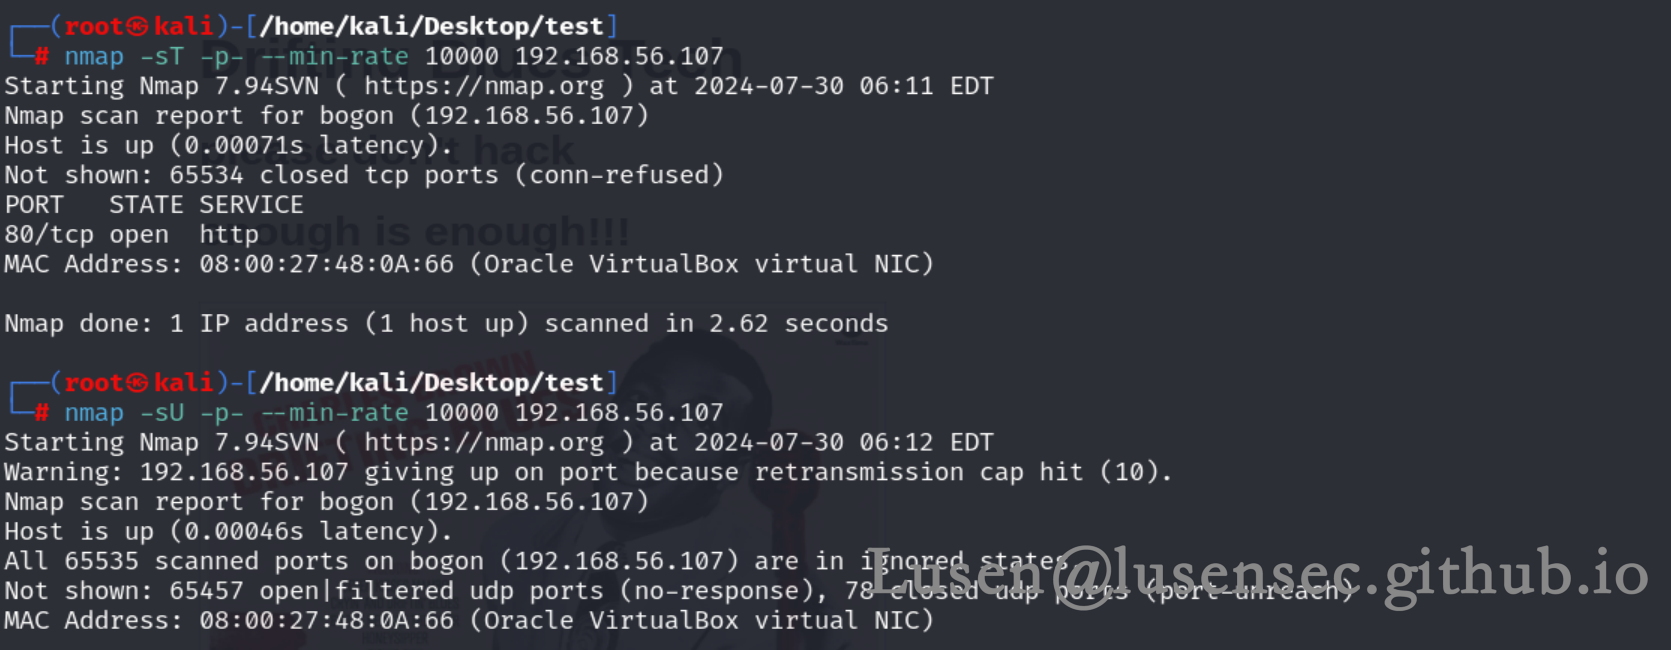 ┌──(root㉿kali)-[/home/kali/Desktop/test]
└─# nmap -sT -p- --min-rate 10000 192.168.56.107
Starting Nmap 7.94SVN ( https://nmap.org ) at 2024-07-30 06:11 EDT
Nmap scan report for bogon (192.168.56.107)
Host is up (0.00071s latency).
Not shown: 65534 closed tcp ports (conn-refused)
PORT   STATE SERVICE
80/tcp open  http
MAC Address: 08:00:27:48:0A:66 (Oracle VirtualBox virtual NIC)
Nmap done: 1 IP address (1 host up) scanned in 2.62 seconds
┌──(root㉿kali)-[/home/kali/Desktop/test]
└─# nmap -sU -p- --min-rate 10000 192.168.56.107
Starting Nmap 7.94SVN ( https://nmap.org ) at 2024-07-30 06:12 EDT
Warning: 192.168.56.107 giving up on port because retransmission cap hit (10).
Nmap scan report for bogon (192.168.56.107)
Host is up (0.00046s latency).
All 65535 scanned ports on bogon (192.168.56.107) are in ignored states.
Not shown: 65457 open|filtered udp ports (no-response), 78 closed udp ports (port-unreach)
MAC Address: 08:00:27:48:0A:66 (Oracle VirtualBox virtual NIC)
Drifting Blues Tech
please don't hack
enough is enough!!!
Lusen@lusensec.github.io